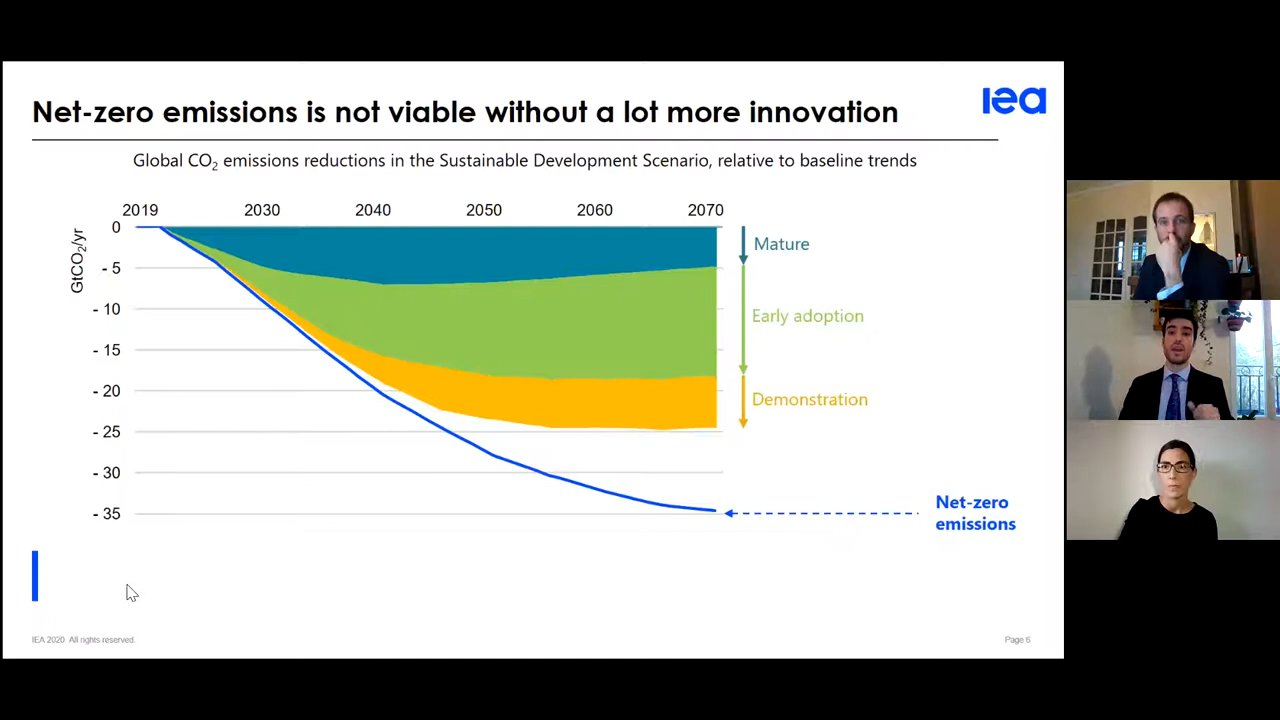 Net-zero emissions is not viable without a lot more innovation
iea
Global CO₂ emissions reductions in the Sustainable Development Scenario, relative to baseline trends
2019 2030 2040 2050 2060 2070
GtCO₂/yr
0
- 5
- 10
- 15
- 20
- 25
- 30
- 35
Mature
Early adoption
Demonstration
Net-zero
emissions
IEA 2020. All rights reserved.
Page 6